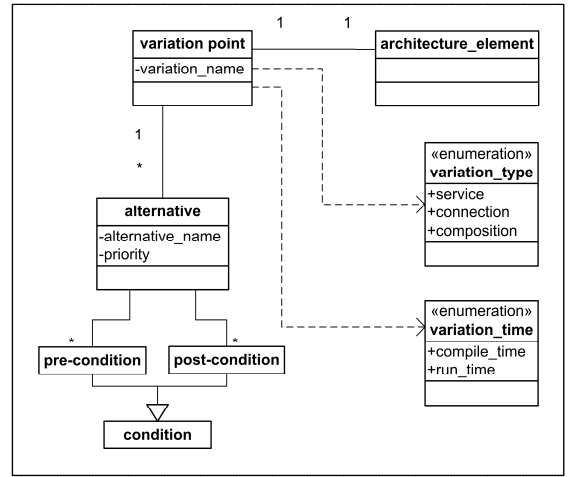 1 1
variation point
-variation_name
architecture_element
1
*
«enumeration»
variation_type
+service
+connection
+composition
alternative
-alternative_name
-priority
«enumeration»
variation_time
+compile_time
+run_time
* *
pre-condition
post-condition
condition